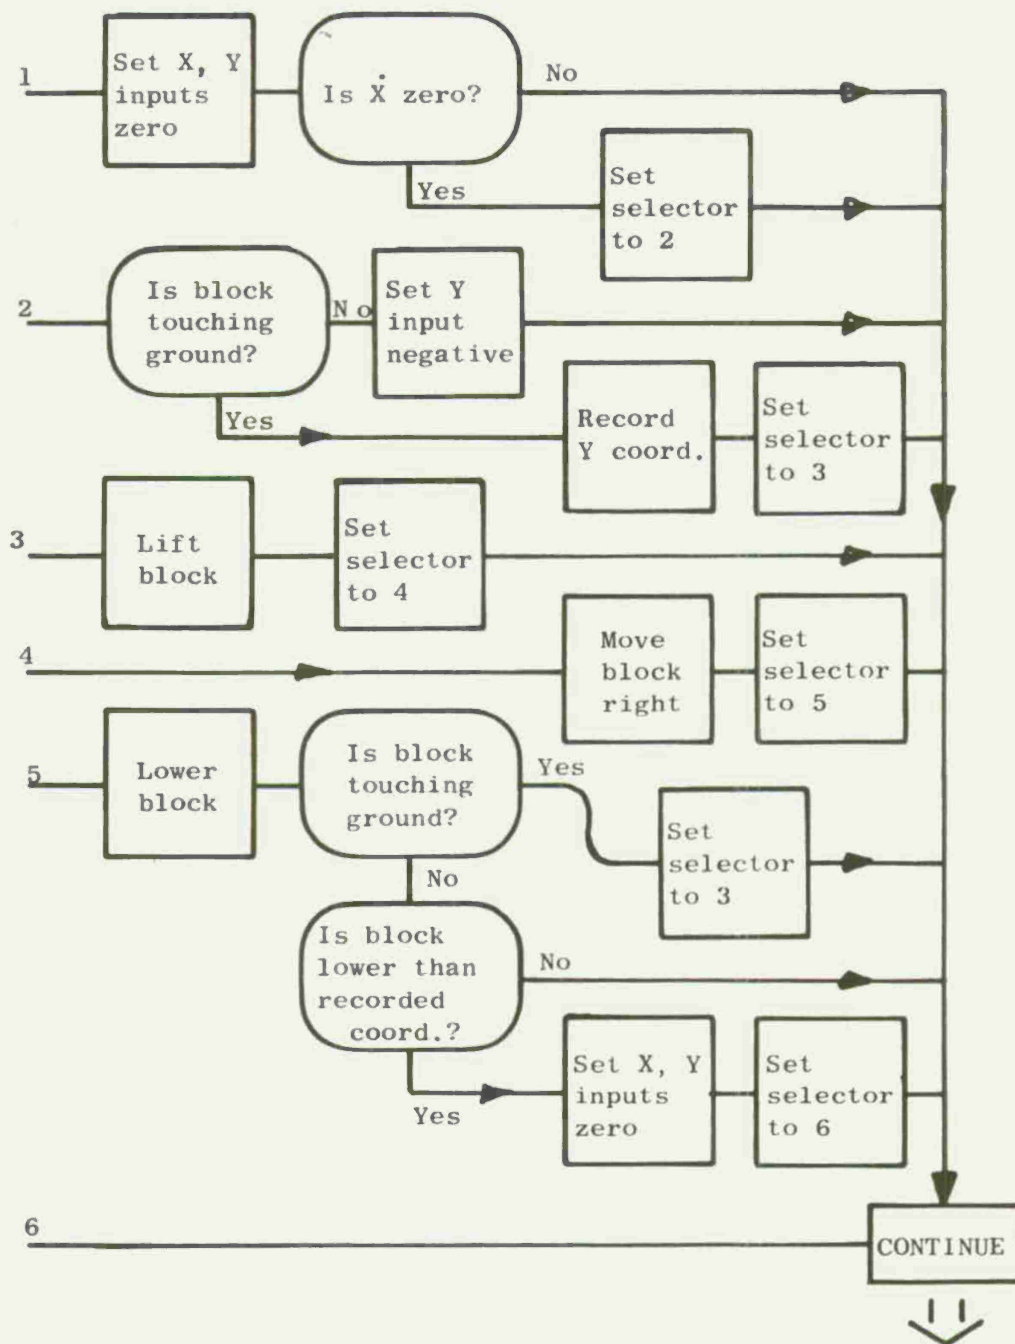 1
Set X, Y
inputs
zero
Is Ẋ zero?
No
Yes
Set
selector
to 2
2
Is block
touching
ground?
No
Set Y
input
negative
Yes
Record
Y coord.
Set
selector
to 3
3
Lift
block
Set
selector
to 4
4
Move
block
right
Set
selector
to 5
5
Lower
block
Is block
touching
ground?
Yes
Set
selector
to 3
No
Is block
lower than
recorded
coord.?
No
Yes
Set X, Y
inputs
zero
Set
selector
to 6
6
CONTINUE